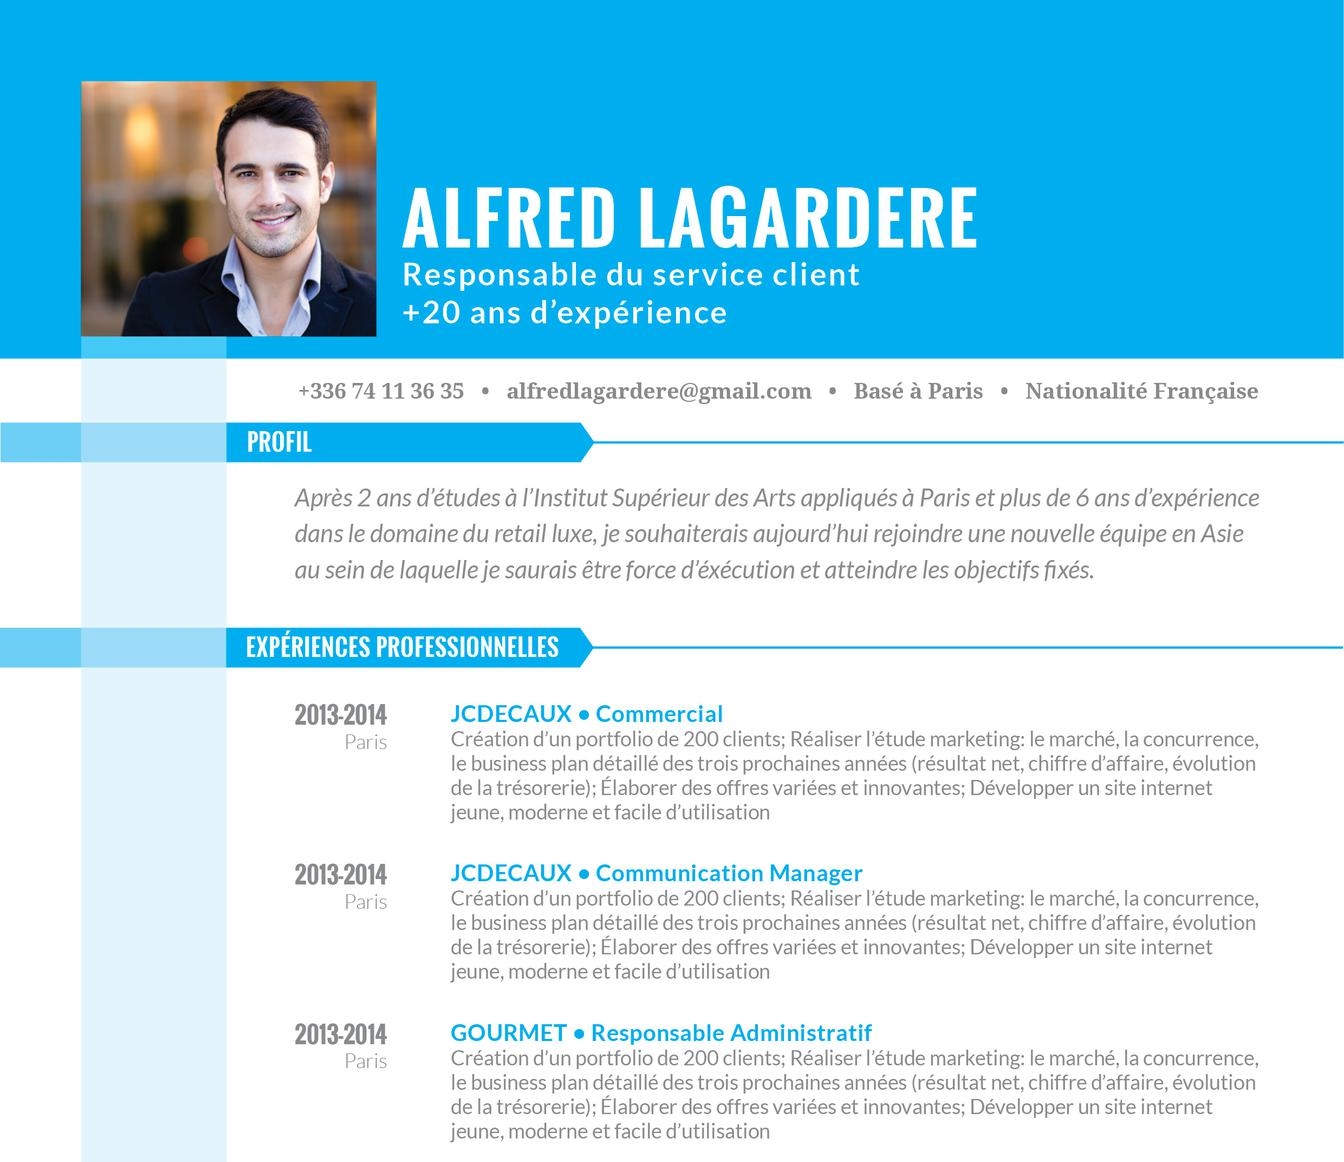 ALFRED LAGARDERE
Responsable du service client
+20 ans d’expérience
+336 74 11 36 35 • alfredlagardere@gmail.com • Basé à Paris • Nationalité Française
PROFIL
Après 2 ans d’études à l’Institut Supérieur des Arts appliqués à Paris et plus de 6 ans d’expérience
dans le domaine du retail luxe, je souhaiterais aujourd’hui rejoindre une nouvelle équipe en Asie
au sein de laquelle je saurais être force d’éxécution et atteindre les objectifs fixés.
EXPÉRIENCES PROFESSIONNELLES
2013-2014
Paris
JCDECAUX • Commercial
Création d’un portfolio de 200 clients; Réaliser l’étude marketing: le marché, la concurrence,
le business plan détaillé des trois prochaines années (résultat net, chiffre d’affaire, évolution
de la trésorerie); Élaborer des offres variées et innovantes; Développer un site internet
jeune, moderne et facile d’utilisation
2013-2014
Paris
JCDECAUX • Communication Manager
Création d’un portfolio de 200 clients; Réaliser l’étude marketing: le marché, la concurrence,
le business plan détaillé des trois prochaines années (résultat net, chiffre d’affaire, évolution
de la trésorerie); Élaborer des offres variées et innovantes; Développer un site internet
jeune, moderne et facile d’utilisation
2013-2014
Paris
GOURMET • Responsable Administratif
Création d’un portfolio de 200 clients; Réaliser l’étude marketing: le marché, la concurrence,
le business plan détaillé des trois prochaines années (résultat net, chiffre d’affaire, évolution
de la trésorerie); Élaborer des offres variées et innovantes; Développer un site internet
jeune, moderne et facile d’utilisation